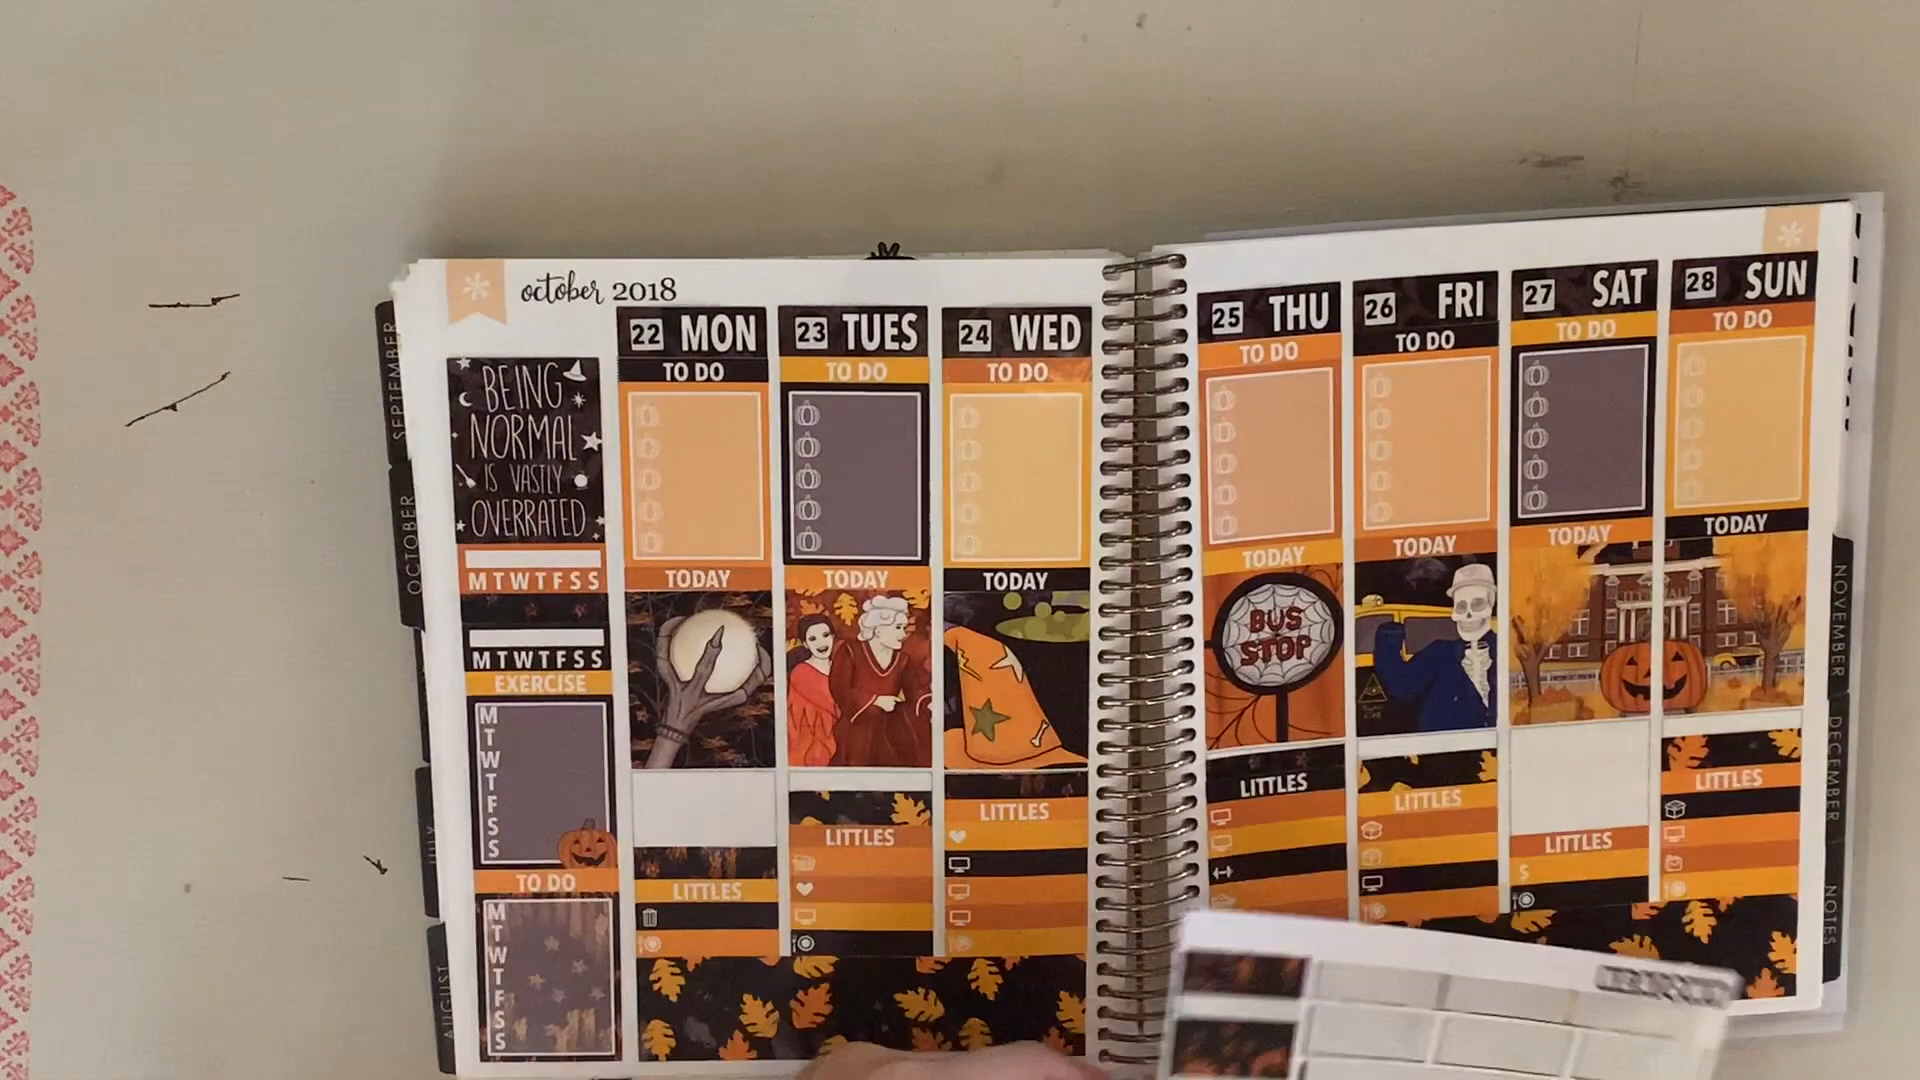 october 2018
BEING
NORMAL
IS VASTLY
OVERRATED
M T W T F S S
M T W T F S S
EXERCISE
M
T
W
T
F
S
S
TO DO
M
T
W
T
F
S
S
22 MON
TO DO
TODAY
LITTLES
23 TUES
TO DO
TODAY
LITTLES
24 WED
TO DO
TODAY
LITTLES
25 THU
TO DO
TODAY
BUS
STOP
LITTLES
26 FRI
TO DO
TODAY
LITTLES
27 SAT
TO DO
TODAY
LITTLES
$
28 SUN
TO DO
TODAY
LITTLES
SEPTEMBER
OCTOBER
JULY
AUGUST
NOVEMBER
DECEMBER
NOTES